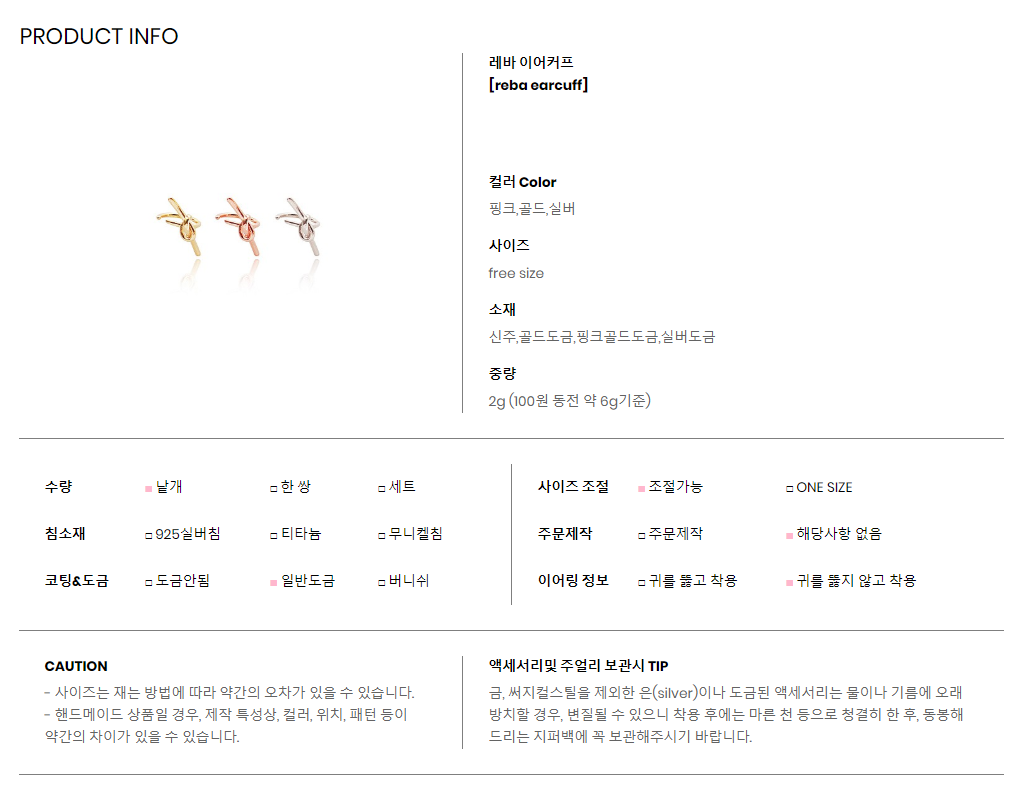 PRODUCT INFO
레바 이어커프
[reba earcuff]
컬러 Color
핑크,골드,실버
사이즈
free size
소재
신주,골드도금,핑크골드도금,실버도금
중량
2g (100원 동전 약 6g기준)
수량 ■ 낱개 □ 한 쌍 □ 세트
침소재 □ 925실버침 □ 티타늄 □ 무니켈침
코팅&도금 □ 도금안됨 ■ 일반도금 □ 버니쉬
사이즈 조절 ■ 조절가능 □ ONE SIZE
주문제작 □ 주문제작 ■ 해당사항 없음
이어링 정보 □ 귀를 뚫고 착용 ■ 귀를 뚫지 않고 착용
CAUTION
- 사이즈는 재는 방법에 따라 약간의 오차가 있을 수 있습니다.
- 핸드메이드 상품일 경우, 제작 특성상, 컬러, 위치, 패턴 등이
약간의 차이가 있을 수 있습니다.
액세서리및 주얼리 보관시 TIP
금, 써지컬스틸을 제외한 은(silver)이나 도금된 액세서리는 물이나 기름에 오래
방치할 경우, 변질될 수 있으니 착용 후에는 마른 천 등으로 청결히 한 후, 동봉해
드리는 지퍼백에 꼭 보관해주시기 바랍니다.